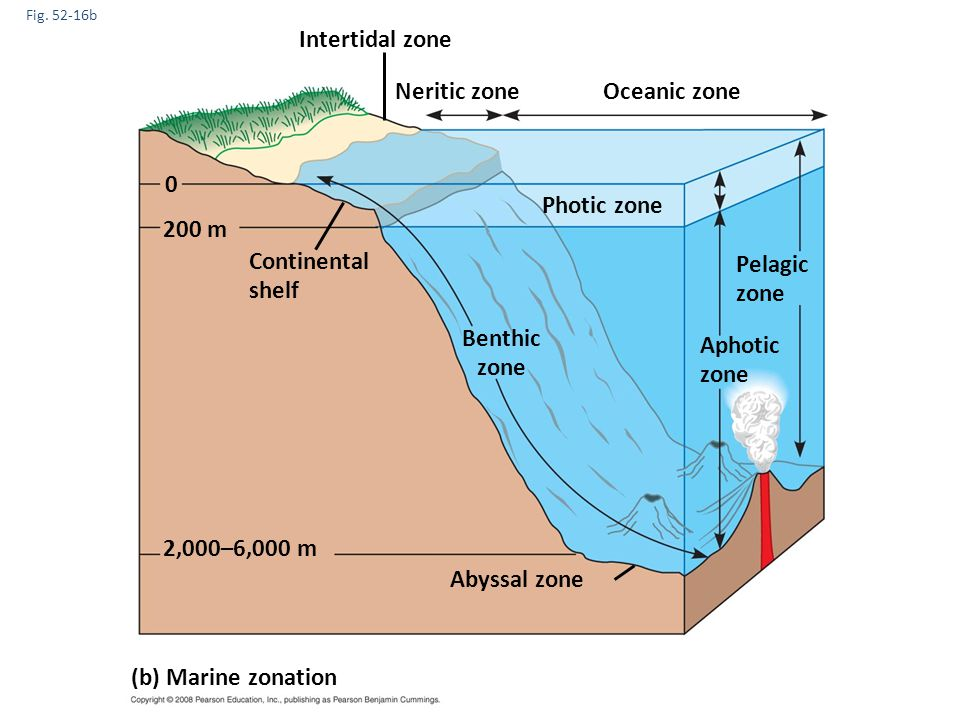 Fig. 52-16b
Intertidal zone
Neritic zone
Oceanic zone
0
Photic zone
200 m
Continental
shelf
Pelagic
zone
Benthic
zone
Aphotic
zone
2,000–6,000 m
Abyssal zone
(b) Marine zonation
Copyright © 2008 Pearson Education, Inc., publishing as Pearson Benjamin Cummings.